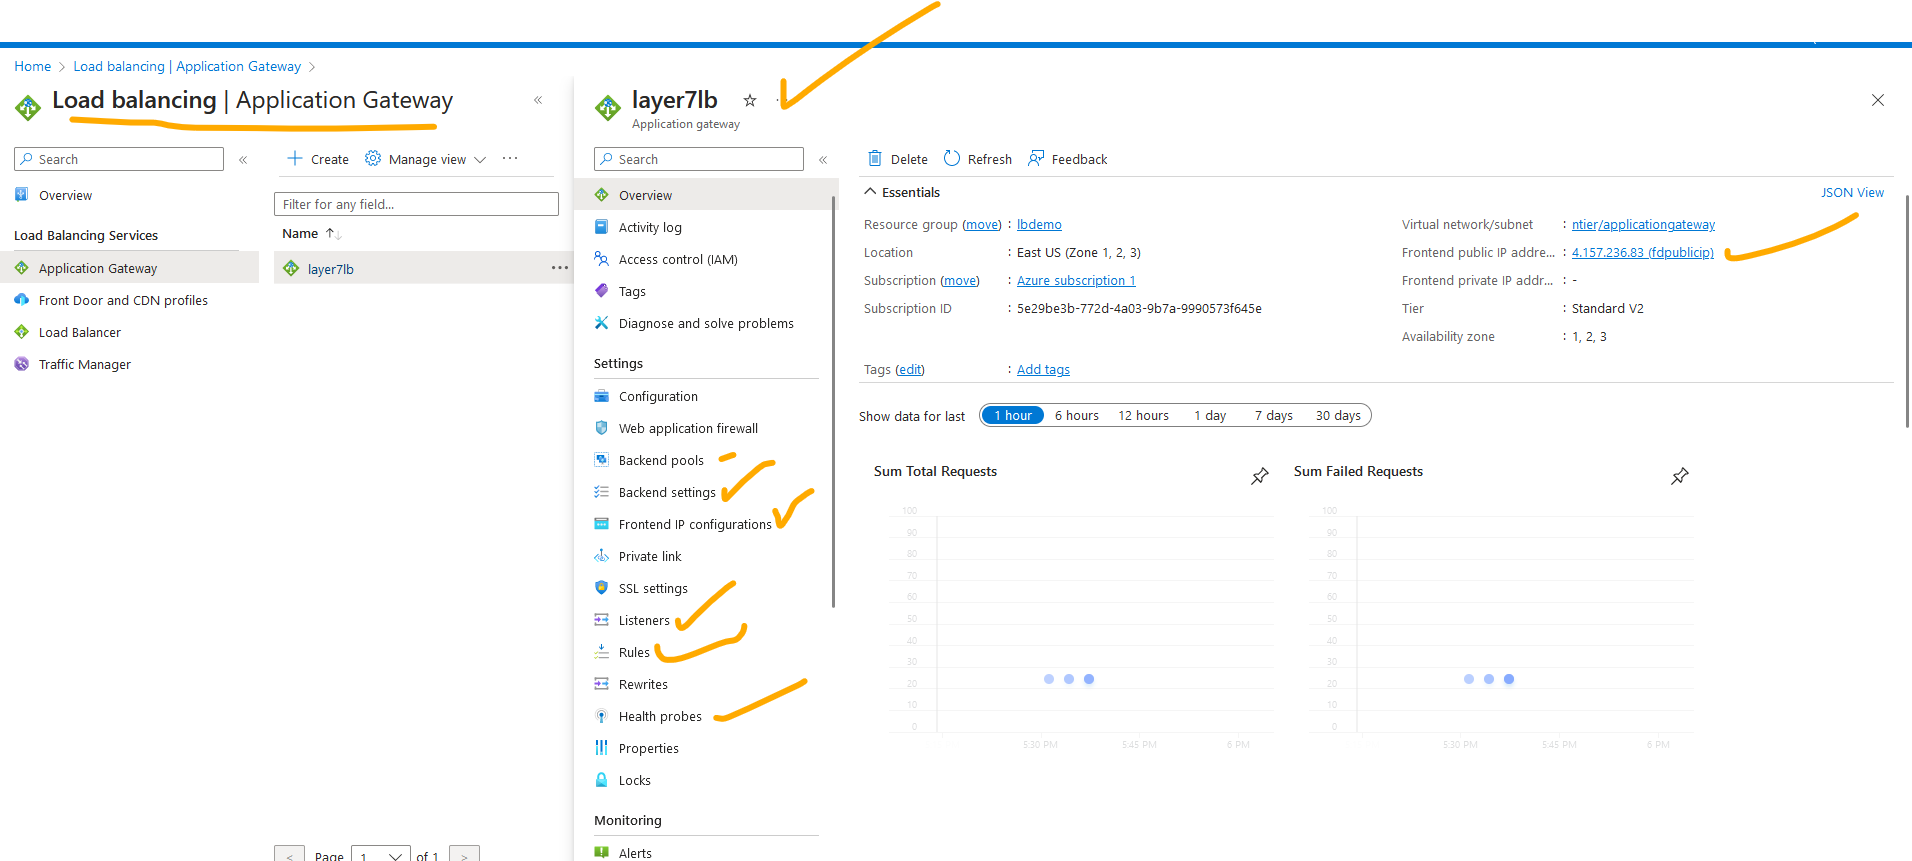 Home > Load balancing | Application Gateway >
Load balancing | Application Gateway
Search
Create
Manage view
Overview
Load Balancing Services
Application Gateway
Front Door and CDN profiles
Load Balancer
Traffic Manager
Filter for any field...
Name
layer7lb
< Page 1 of 1 >
layer7lb
Application gateway
Search
Overview
Activity log
Access control (IAM)
Tags
Diagnose and solve problems
Settings
Configuration
Web application firewall
Backend pools
Backend settings
Frontend IP configurations
Private link
SSL settings
Listeners
Rules
Rewrites
Health probes
Properties
Locks
Monitoring
Alerts
Delete
Refresh
Feedback
Essentials
JSON View
Resource group (move) : lbdemo
Location : East US (Zone 1, 2, 3)
Subscription (move) : Azure subscription 1
Subscription ID : 5e29be3b-772d-4a03-9b7a-9990573f645e
Virtual network/subnet : ntier/applicationgateway
Frontend public IP addre... : 4.157.236.83 (fdpublicip)
Frontend private IP addr... : -
Tier : Standard V2
Availability zone : 1, 2, 3
Tags (edit) : Add tags
Show data for last
1 hour
6 hours
12 hours
1 day
7 days
30 days
Sum Total Requests
100
90
80
70
60
50
40
30
20
10
0
5:30 PM
5:45 PM
6 PM
Sum Failed Requests
100
90
80
70
60
50
40
30
20
10
0
5:30 PM
5:45 PM
6 PM